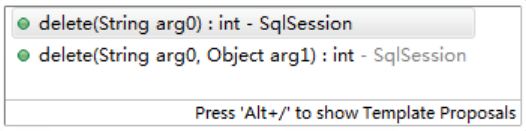 delete(String arg0) : int - SqlSession
delete(String arg0, Object arg1) : int - SqlSession
Press 'Alt+/' to show Template Proposals